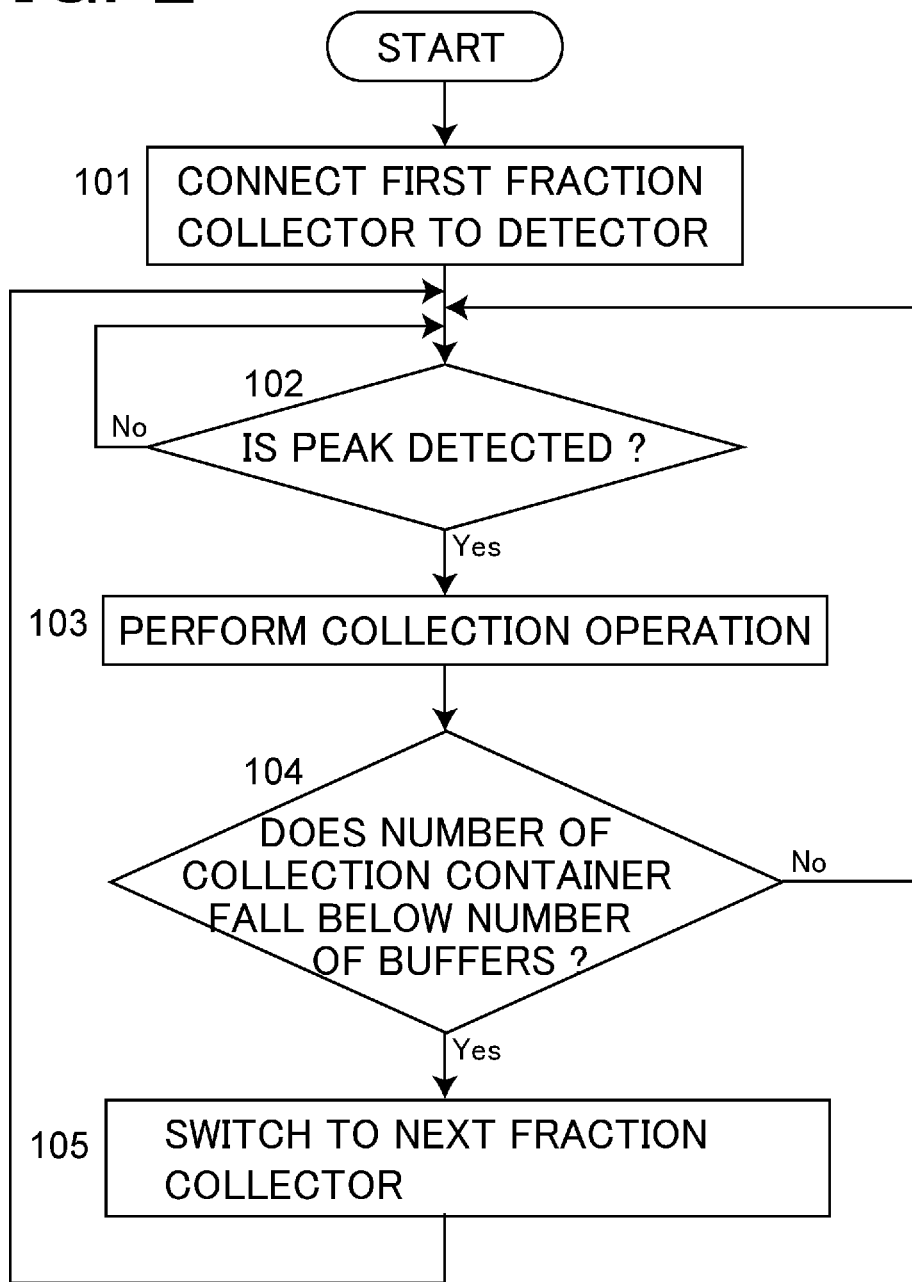 START
101
CONNECT FIRST FRACTION
COLLECTOR TO DETECTOR
102
No
IS PEAK DETECTED ?
Yes
103
PERFORM COLLECTION OPERATION
104
DOES NUMBER OF
COLLECTION CONTAINER
FALL BELOW NUMBER
OF BUFFERS ?
No
Yes
105
SWITCH TO NEXT FRACTION
COLLECTOR